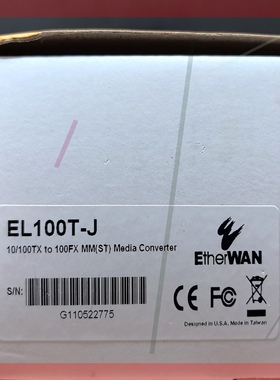 EL100T-J
10/100TX to 100FX MM(ST) Media Converter
EtherWAN
S/N:
G110522775
CE FC
Designed in U.S.A. Made in Taiwan